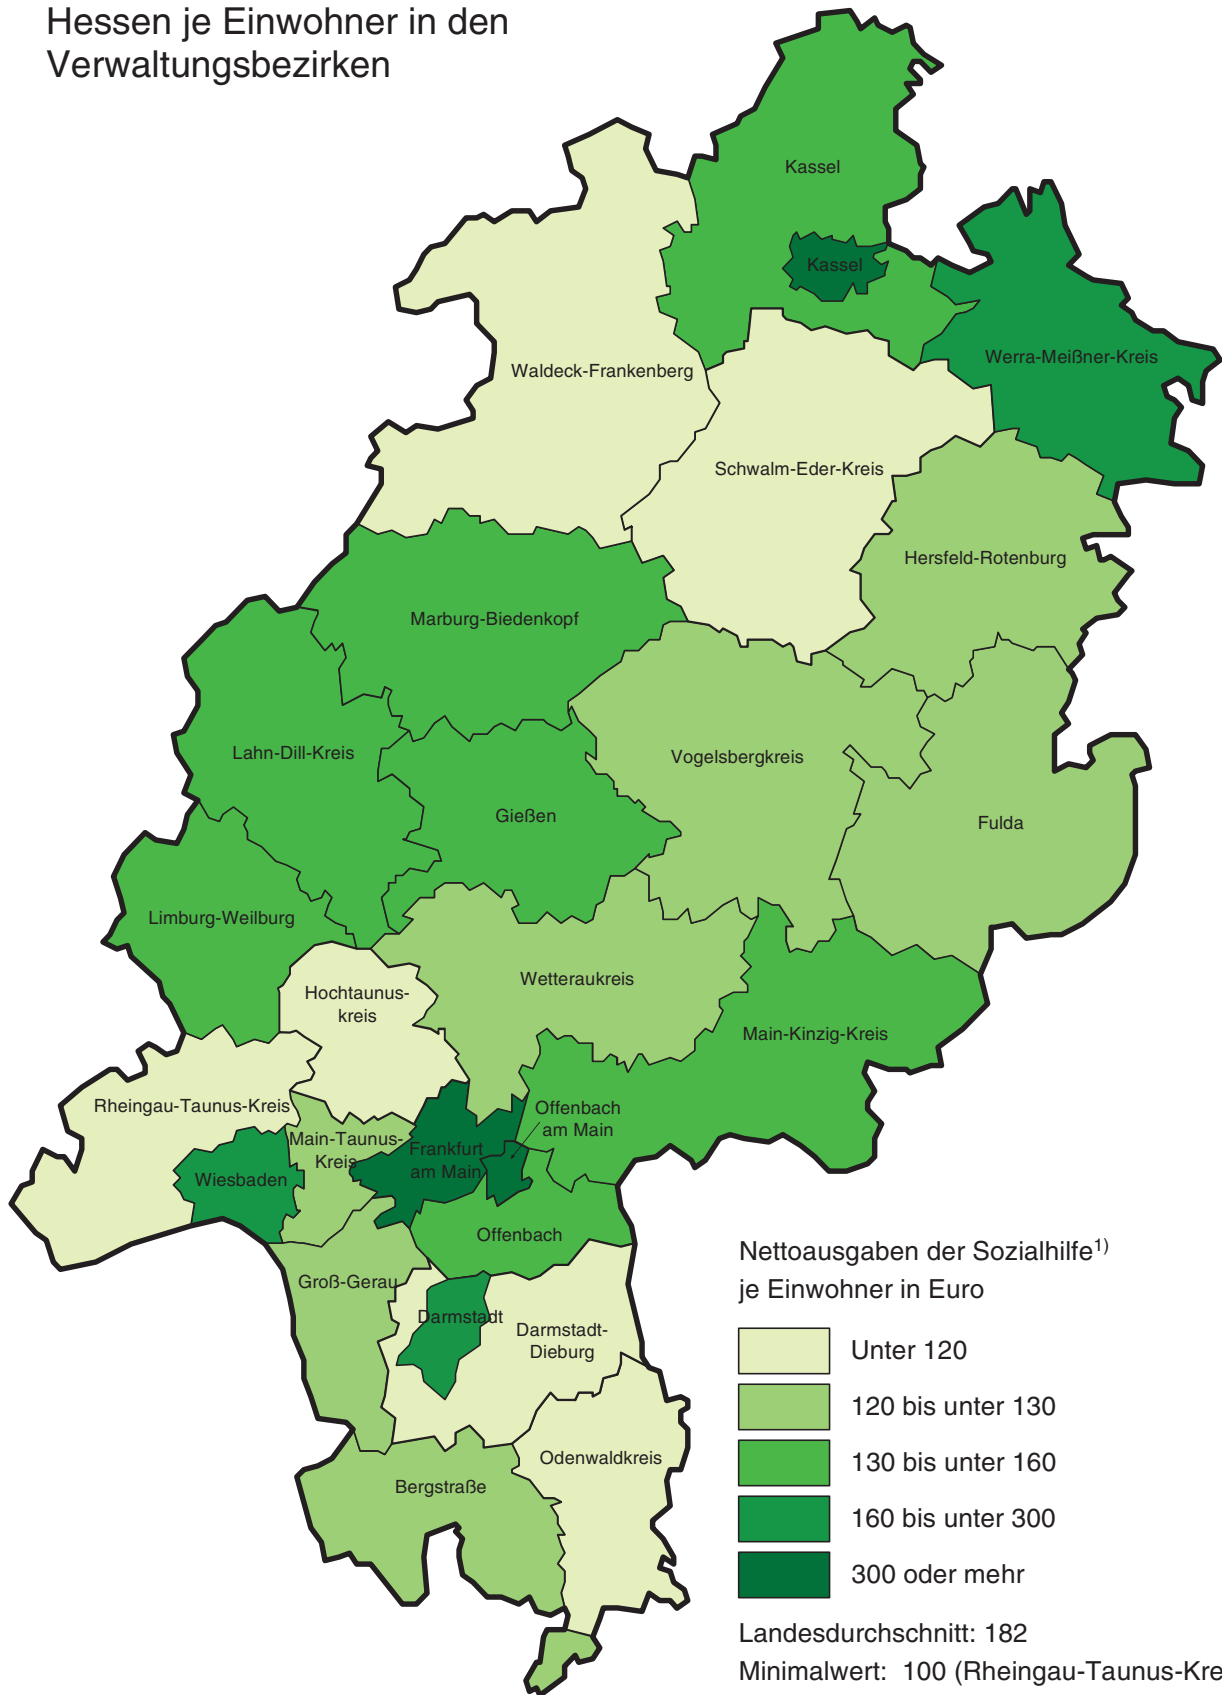 Hessen je Einwohner in den
Verwaltungsbezirken
Kassel
Kassel
Werra-Meißner-Kreis
Waldeck-Frankenberg
Schwalm-Eder-Kreis
Hersfeld-Rotenburg
Marburg-Biedenkopf
Lahn-Dill-Kreis
Vogelsbergkreis
Gießen
Fulda
Limburg-Weilburg
Wetteraukreis
Hochtaunus-
kreis
Main-Kinzig-Kreis
Rheingau-Taunus-Kreis
Offenbach
am Main
Main-Taunus-
Kreis
Frankfurt
am Main
Wiesbaden
Offenbach
Groß-Gerau
Darmstadt
Darmstadt-
Dieburg
Odenwaldkreis
Bergstraße
Nettoausgaben der Sozialhilfe¹⁾
je Einwohner in Euro
Unter 120
120 bis unter 130
130 bis unter 160
160 bis unter 300
300 oder mehr
Landesdurchschnitt: 182
Minimalwert: 100 (Rheingau-Taunus-Kre